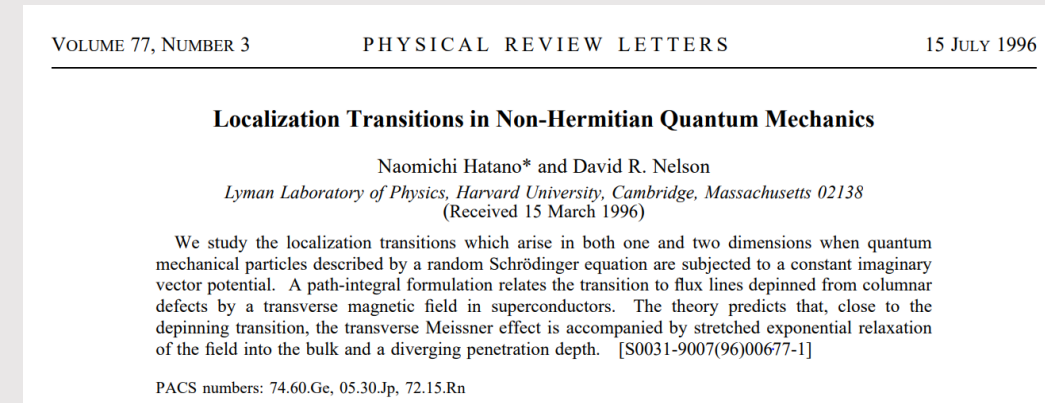 VOLUME 77, NUMBER 3 PHYSICAL REVIEW LETTERS 15 JULY 1996
Localization Transitions in Non-Hermitian Quantum Mechanics
Naomichi Hatano* and David R. Nelson
Lyman Laboratory of Physics, Harvard University, Cambridge, Massachusetts 02138
(Received 15 March 1996)
We study the localization transitions which arise in both one and two dimensions when quantum
mechanical particles described by a random Schrödinger equation are subjected to a constant imaginary
vector potential. A path-integral formulation relates the transition to flux lines depinned from columnar
defects by a transverse magnetic field in superconductors. The theory predicts that, close to the
depinning transition, the transverse Meissner effect is accompanied by stretched exponential relaxation
of the field into the bulk and a diverging penetration depth. [S0031-9007(96)00677-1]
PACS numbers: 74.60.Ge, 05.30.Jp, 72.15.Rn